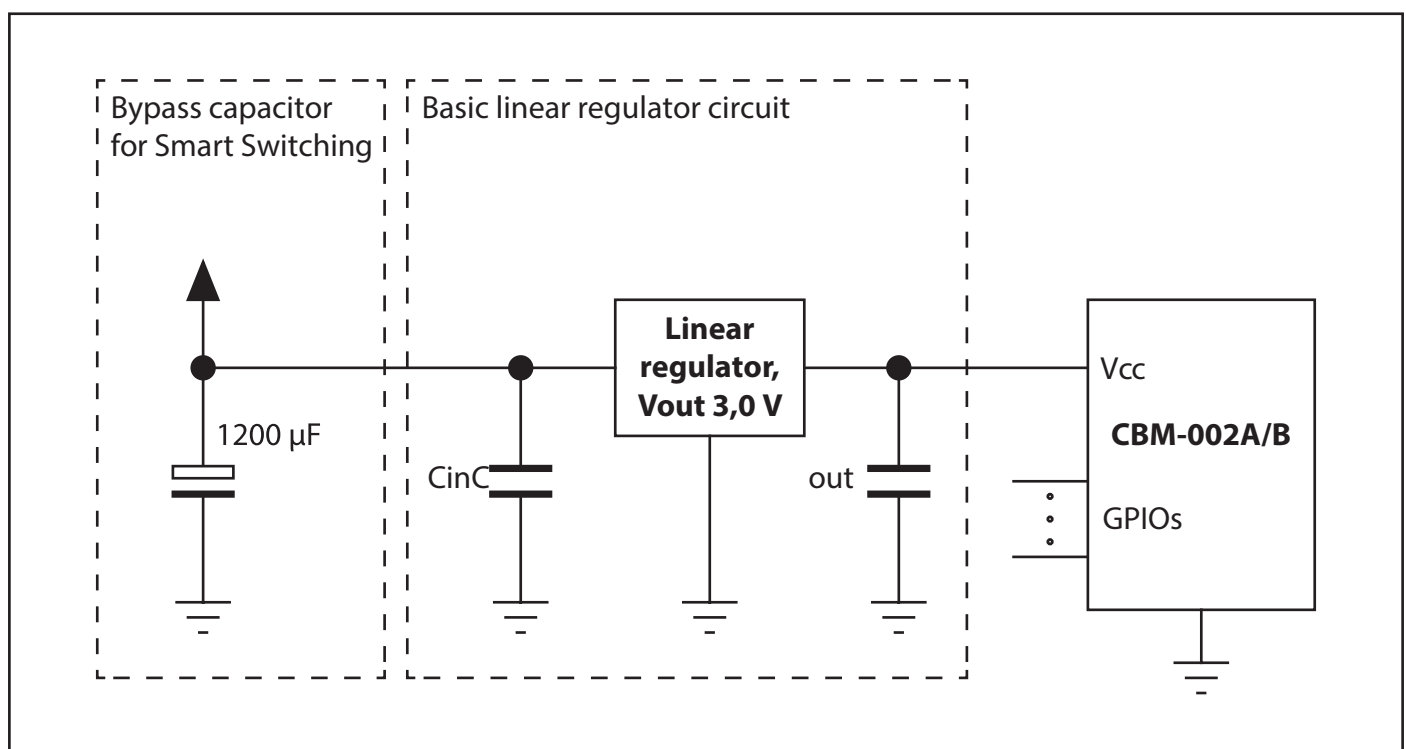 Bypass capacitor
for Smart Switching
Basic linear regulator circuit
Linear
regulator,
Vout 3,0 V
Vcc
CBM-002A/B
1200 µF
CinC
out
GPIOs